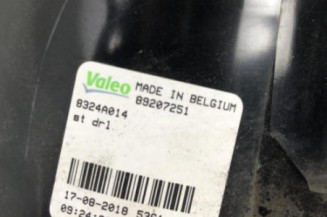 Valeo MADE IN BELGIUM
8324A014 89207251
st drl
17-08-2018